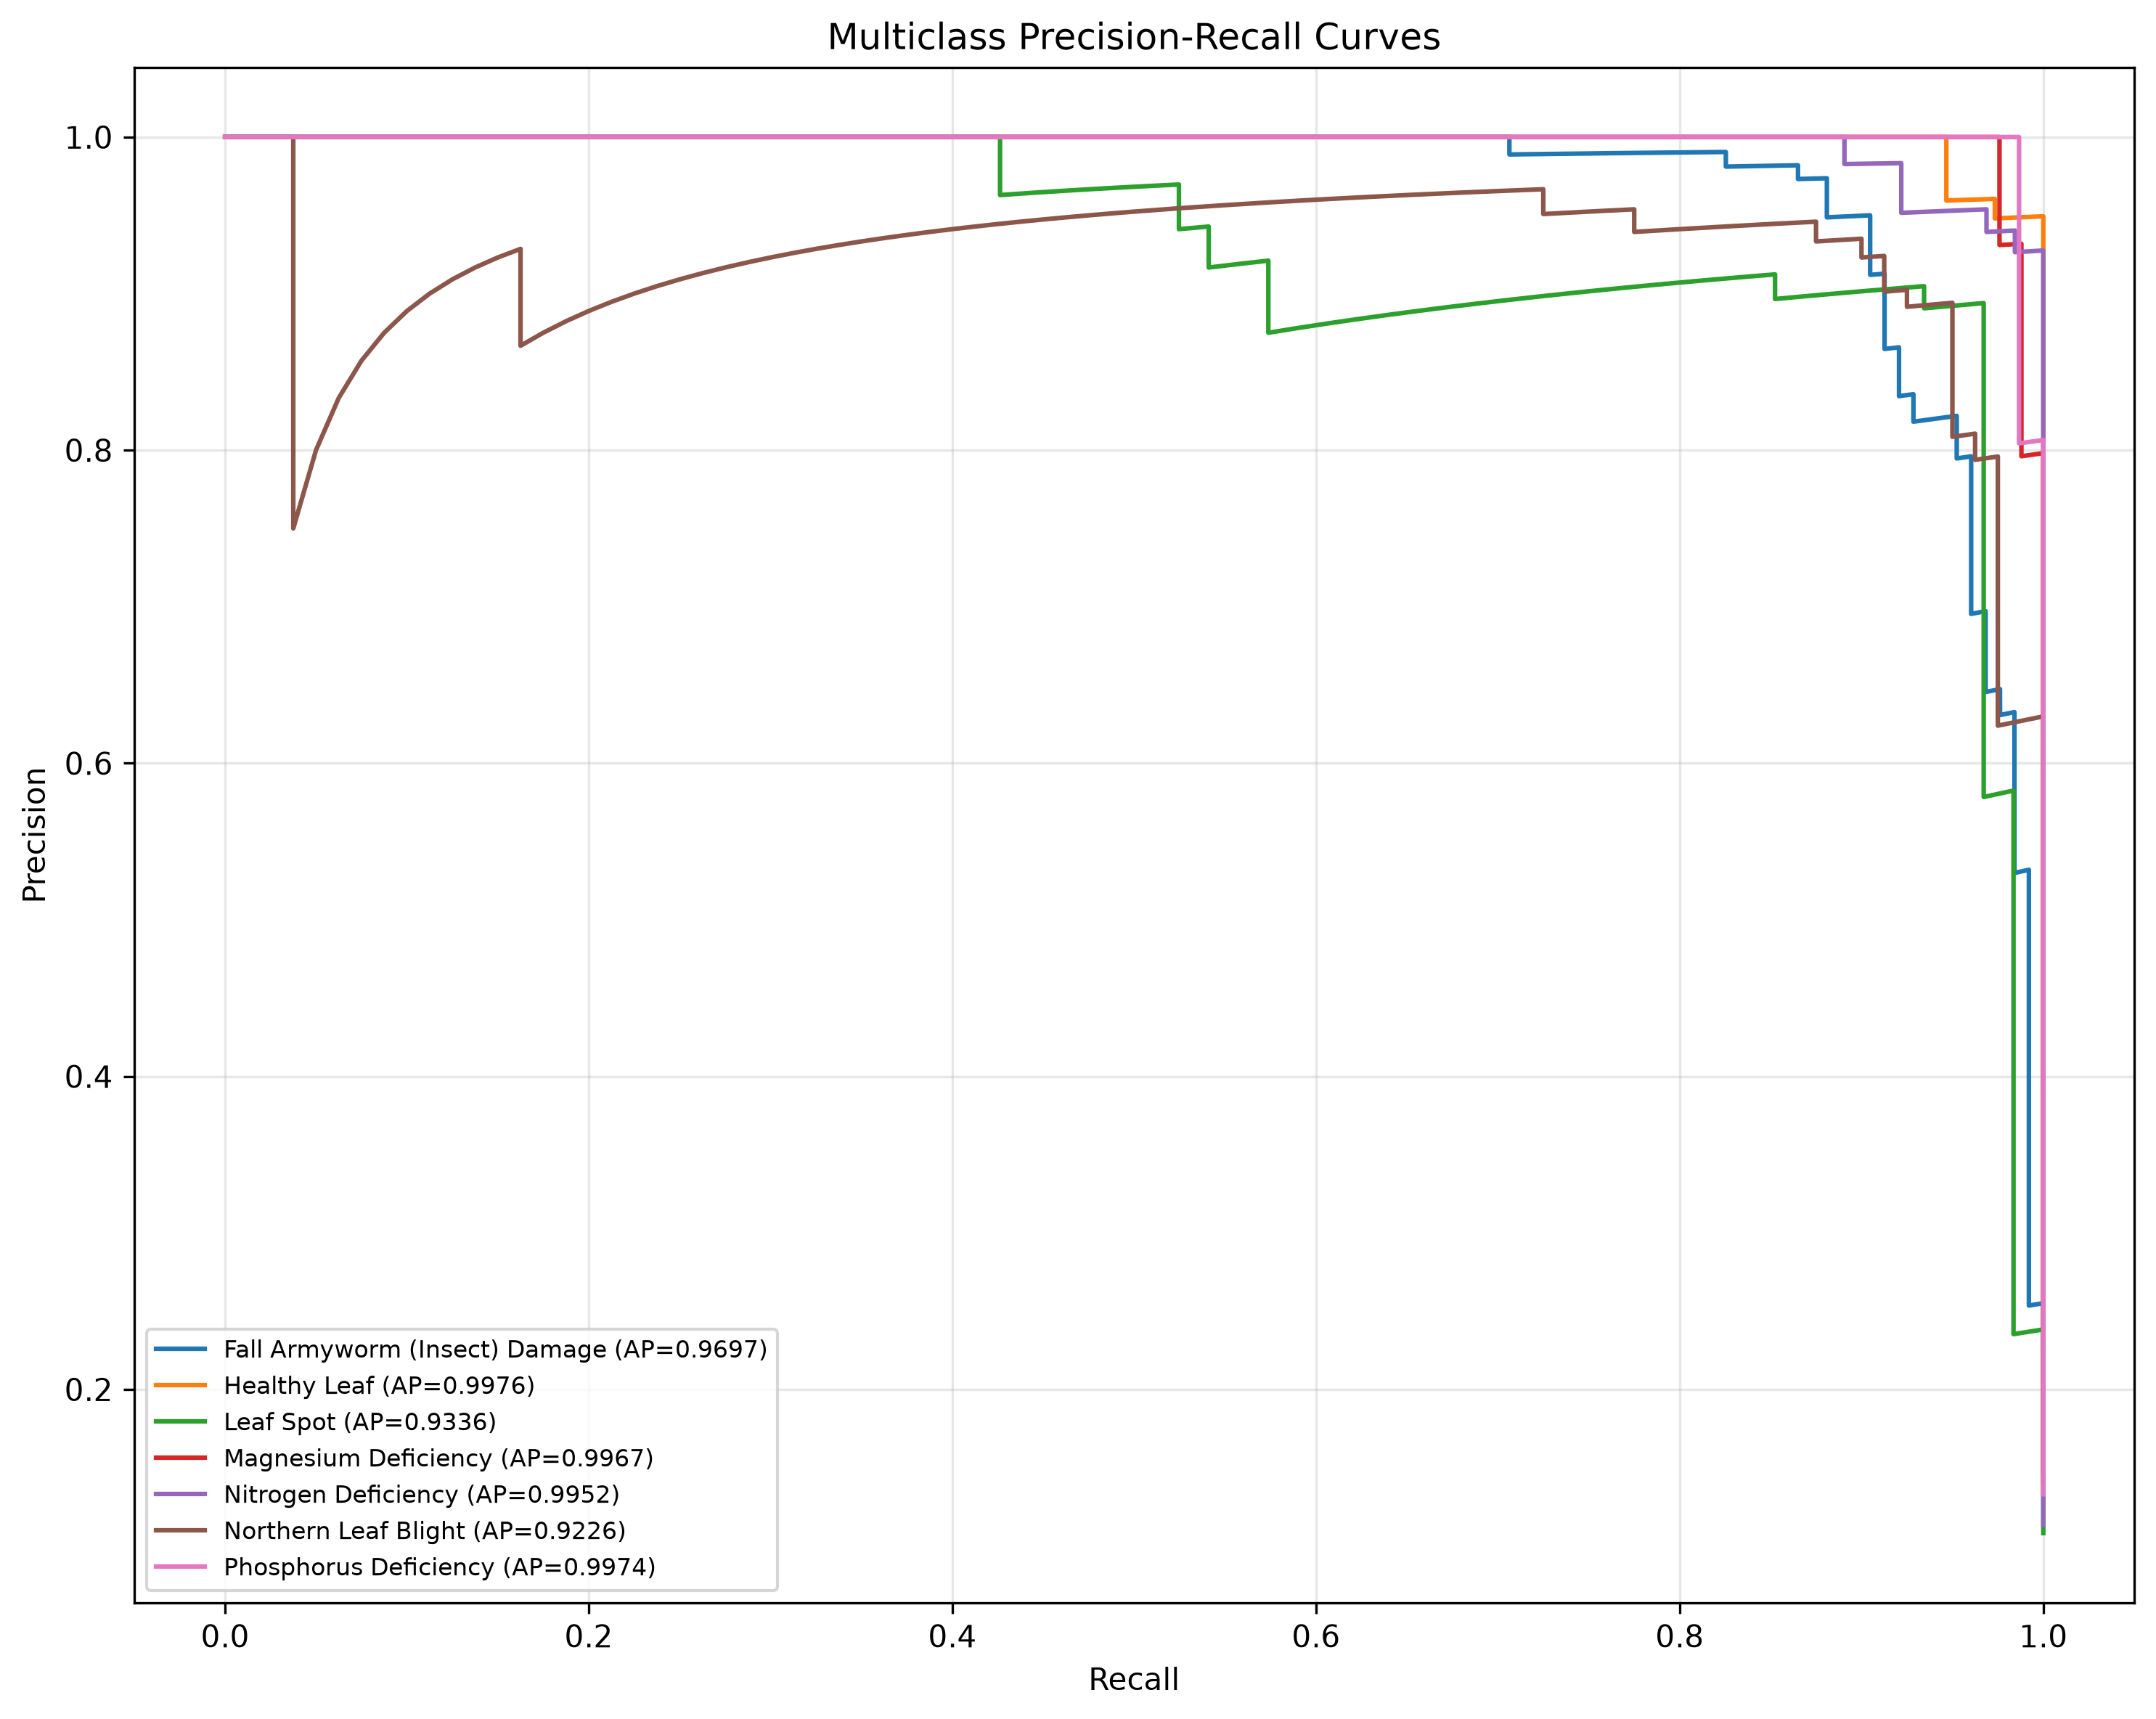 Multiclass Precision-Recall Curves
1.0
0.8
0.6
0.4
0.2
Precision
Fall Armyworm (Insect) Damage (AP=0.9697)
Healthy Leaf (AP=0.9976)
Leaf Spot (AP=0.9336)
Magnesium Deficiency (AP=0.9967)
Nitrogen Deficiency (AP=0.9952)
Northern Leaf Blight (AP=0.9226)
Phosphorus Deficiency (AP=0.9974)
0.0 0.2 0.4 0.6 0.8 1.0
Recall